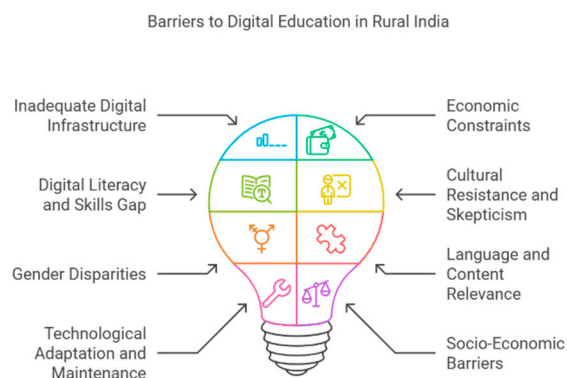 Barriers to Digital Education in Rural India
Inadequate Digital
Infrastructure
Economic
Constraints
Digital Literacy
and Skills Gap
Cultural
Resistance and
Skepticism
Gender Disparities
Language and
Content
Relevance
Technological
Adaptation and
Maintenance
Socio-Economic
Barriers